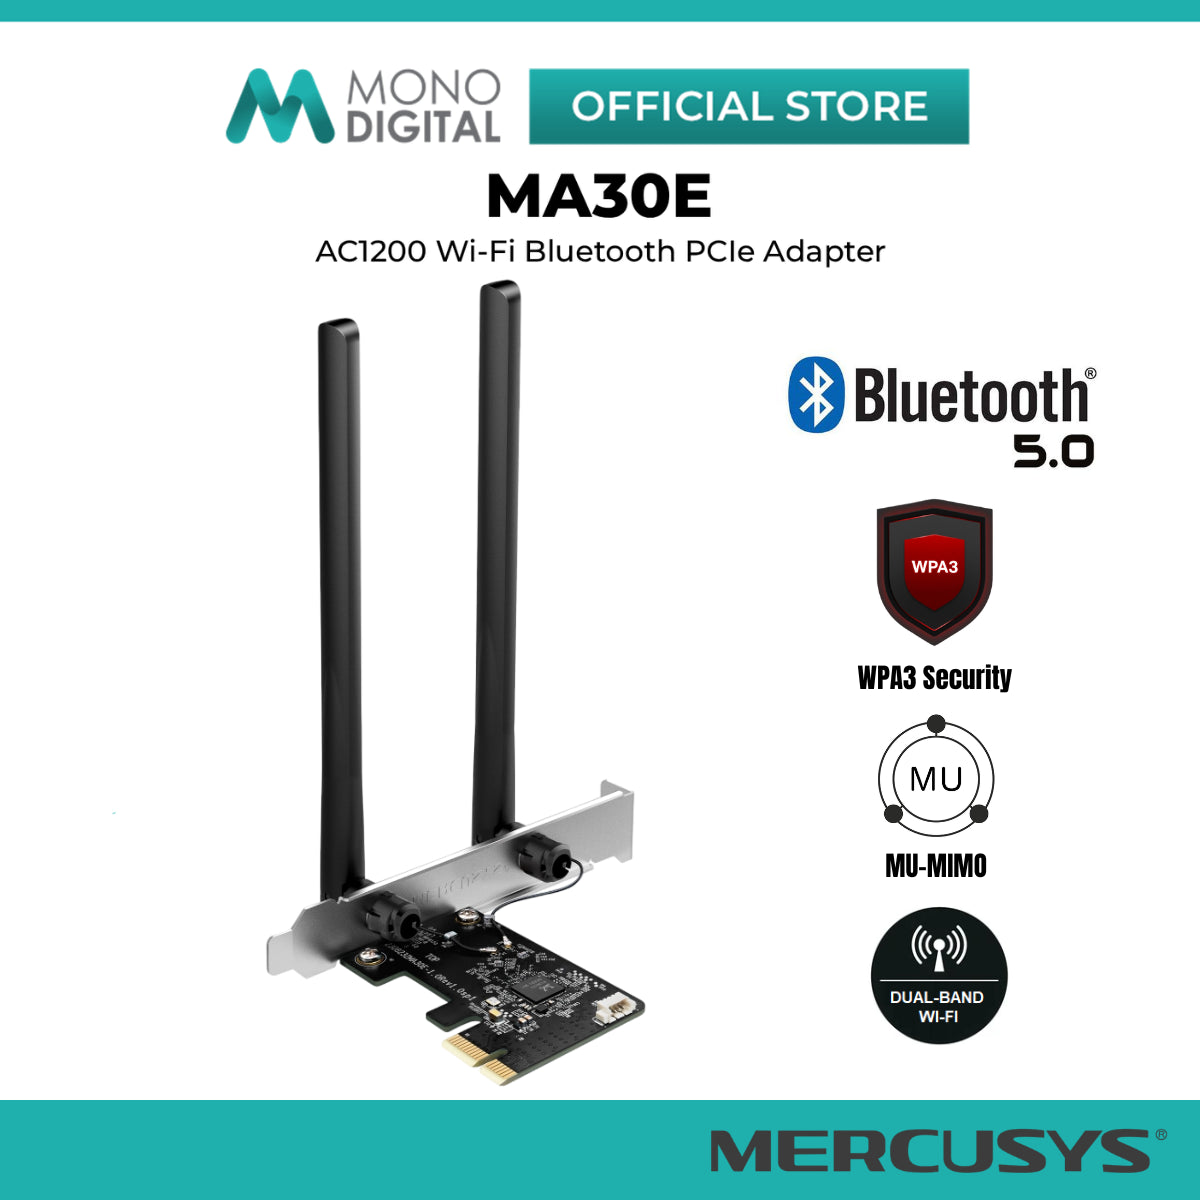 MONO
DIGITAL
OFFICIAL STORE
MA30E
AC1200 Wi-Fi Bluetooth PCIe Adapter
Bluetooth®
5.0
WPA3
WPA3 Security
MU
MU-MIMO
DUAL-BAND
WI-FI
TOP
MERCUSYS®